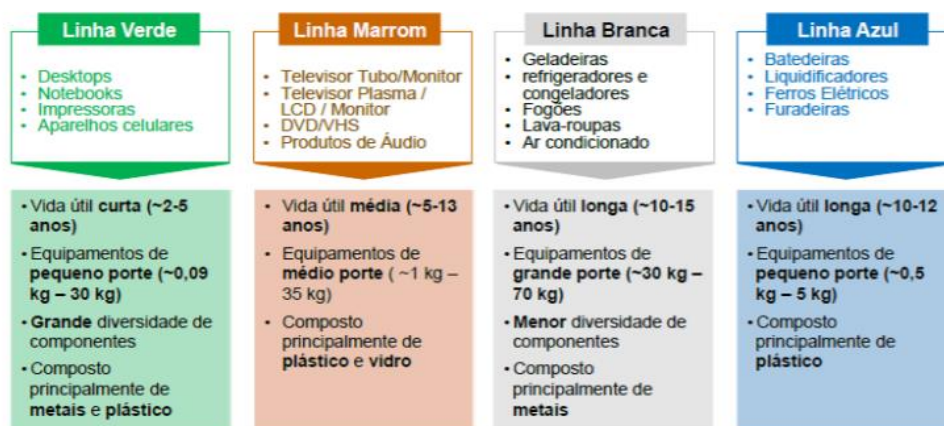 Linha Verde
• Desktops
• Notebooks
• Impressoras
• Aparelhos celulares
• Vida útil curta (~2-5
anos)
• Equipamentos de
pequeno porte (~0,09
kg – 30 kg)
• Grande diversidade de
componentes
• Composto
principalmente de
metais e plástico
Linha Marrom
• Televisor Tubo/Monitor
• Televisor Plasma /
LCD / Monitor
• DVD/VHS
• Produtos de Áudio
• Vida útil média (~5-13
anos)
• Equipamentos de
médio porte ( ~1 kg –
35 kg)
• Composto
principalmente de
plástico e vidro
Linha Branca
• Geladeiras
• refrigeradores e
congeladores
• Fogões
• Lava-roupas
• Ar condicionado
• Vida útil longa (~10-15
anos)
• Equipamentos de
grande porte (~30 kg –
70 kg)
• Menor diversidade de
componentes
• Composto
principalmente de
metais
Linha Azul
• Batedeiras
• Liquidificadores
• Ferros Elétricos
• Furadeiras
• Vida útil longa (~10-12
anos)
• Equipamentos de
pequeno porte (~0,5
kg – 5 kg)
• Composto
principalmente de
plástico